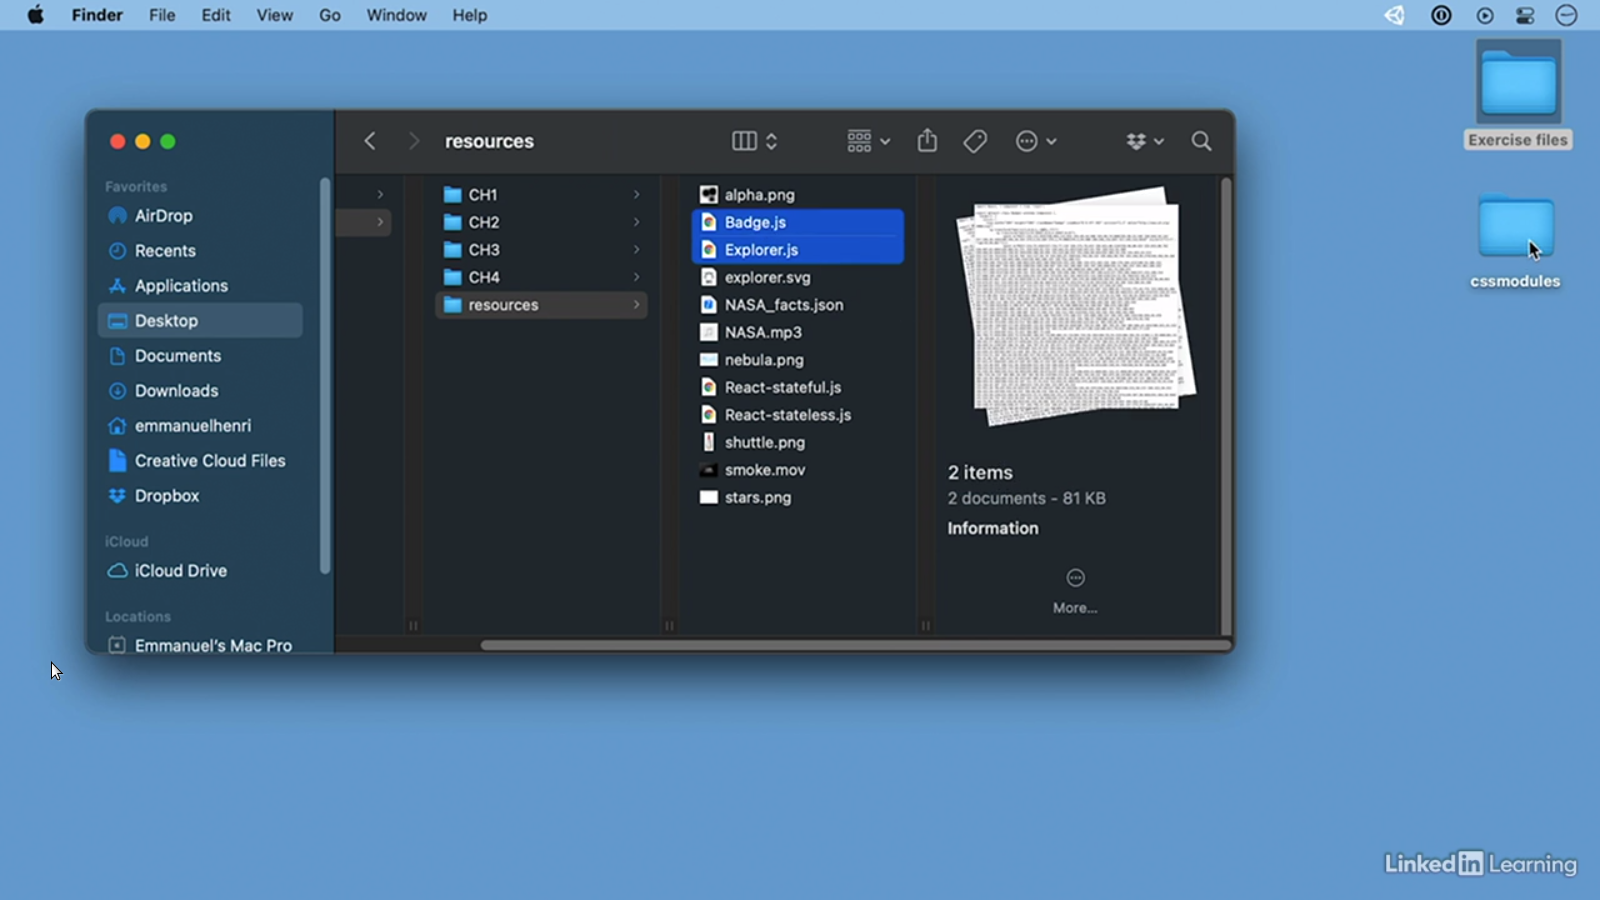 Finder File Edit View Go Window Help
Exercise files
cssmodules
resources
Favorites
AirDrop
Recents
Applications
Desktop
Documents
Downloads
emmanuelhenri
Creative Cloud Files
Dropbox
iCloud
iCloud Drive
Locations
Emmanuel's Mac Pro
CH1
CH2
CH3
CH4
resources
alpha.png
Badge.js
Explorer.js
explorer.svg
NASA_facts.json
NASA.mp3
nebula.png
React-stateful.js
React-stateless.js
shuttle.png
smoke.mov
stars.png
2 items
2 documents - 81 KB
Information
More...
Linked in Learning